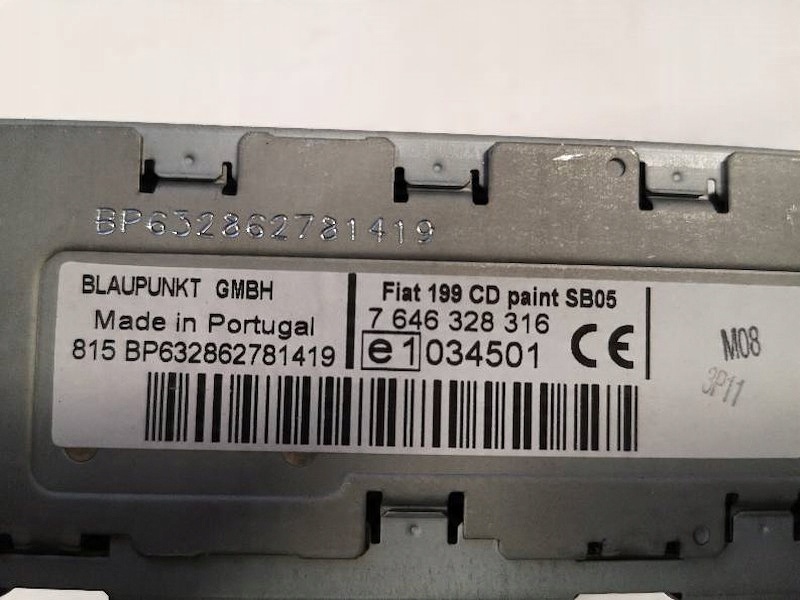 BP632862781419
BLAUPUNKT GMBH
Made in Portugal
815 BP632862781419
Fiat 199 CD paint SB05
7 646 328 316
e1 034501 CE
M08
3P11